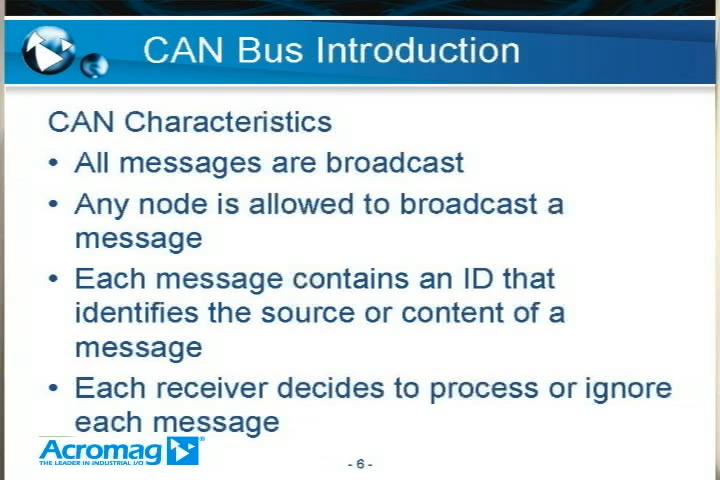 CAN Bus Introduction
CAN Characteristics
• All messages are broadcast
• Any node is allowed to broadcast a
message
• Each message contains an ID that
identifies the source or content of a
message
• Each receiver decides to process or ignore
each message
Acromag®
THE LEADER IN INDUSTRIAL I/O
- 6 -